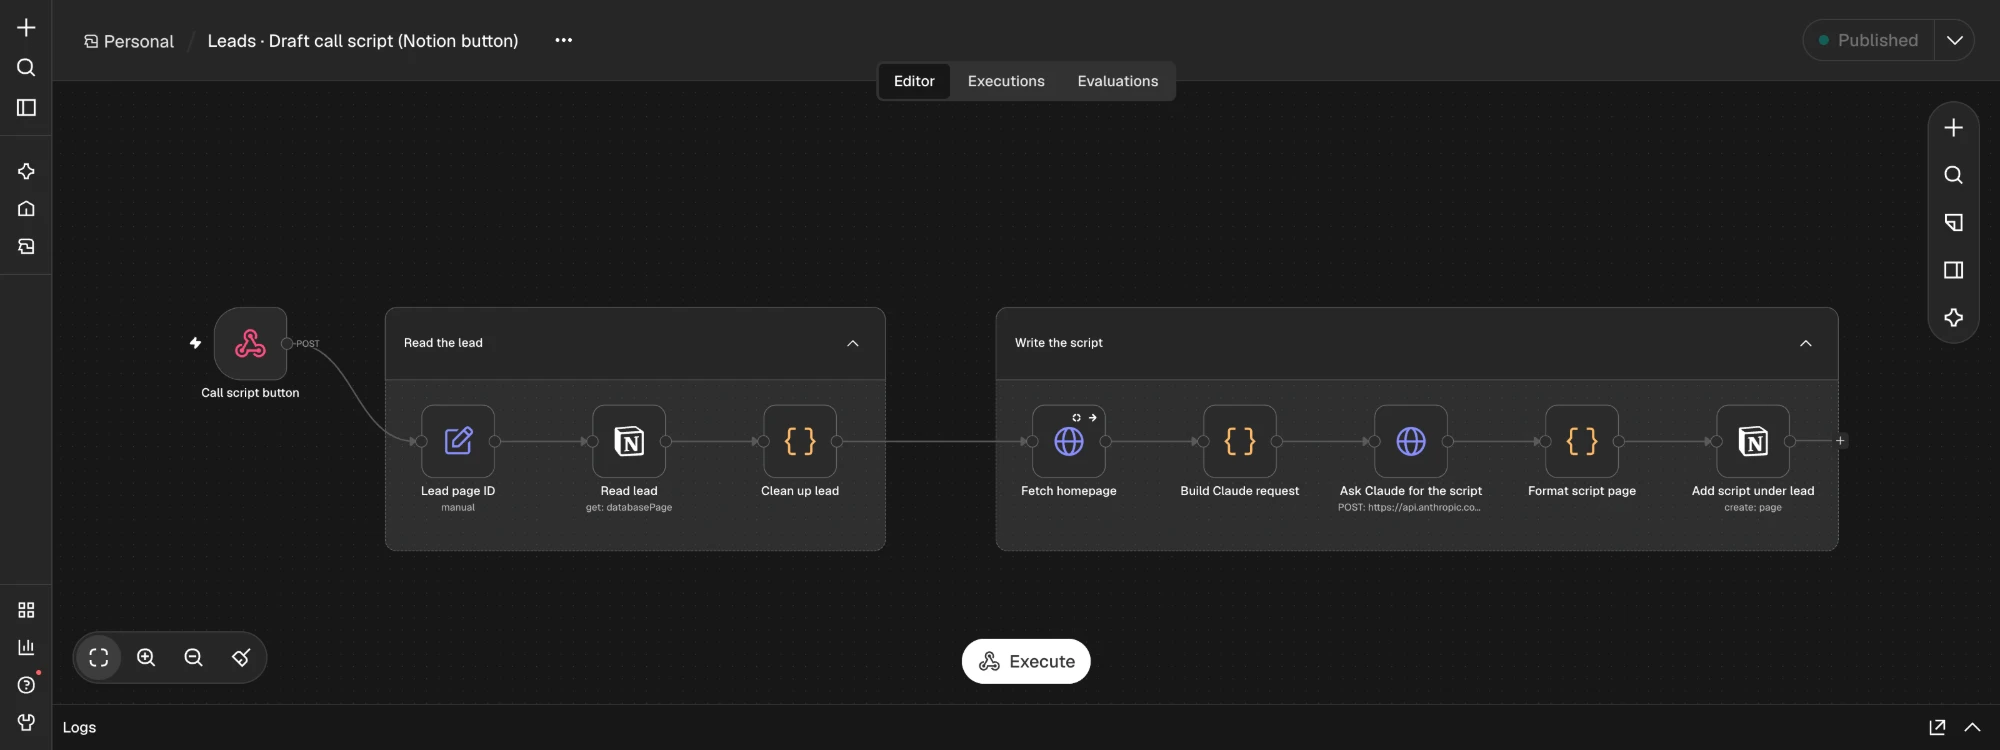 Personal / Leads · Draft call script (Notion button) •••
Published
Editor Executions Evaluations
POST
Call script button
Read the lead
Write the script
Lead page ID
manual
Read lead
get: databasePage
Clean up lead
Fetch homepage
Build Claude request
Ask Claude for the script
POST: https://api.anthropic.co...
Format script page
Add script under lead
create: page
Execute
Logs